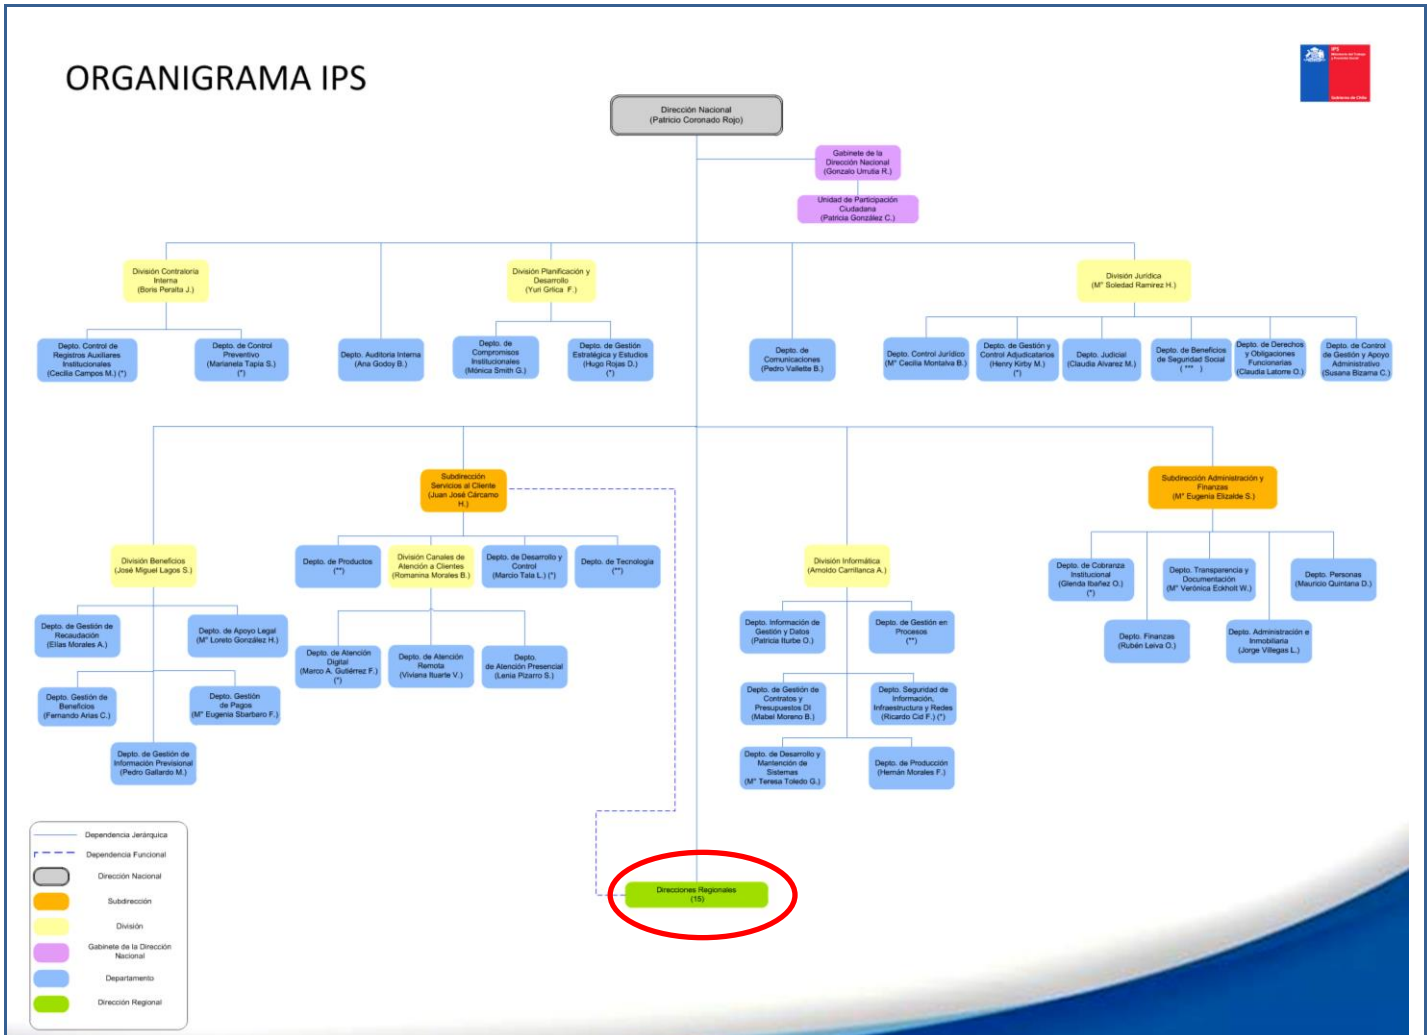 ORGANIGRAMA IPS
IPS
Ministerio del Trabajo
y Previsión Social
Gobierno de Chile
Dirección Nacional
(Patricio Coronado Rojo)
Gabinete de la
Dirección Nacional
(Gonzalo Urrutia R.)
Unidad de Participación
Ciudadana
(Patricia González C.)
División Contraloría
Interna
(Boris Peralta J.)
División Planificación y
Desarrollo
(Yuri Grlica F.)
División Jurídica
(M° Soledad Ramirez H.)
Depto. Control de
Registros Auxiliares
Institucionales
(Cecilia Campos M.) (*)
Depto. de Control
Preventivo
(Marianela Tapia S.)
(*)
Depto. Auditoria Interna
(Ana Godoy B.)
Depto. de
Compromisos
Institucionales
(Mónica Smith G.)
Depto. de Gestión
Estratégica y Estudios
(Hugo Rojas D.)
(*)
Depto. de
Comunicaciones
(Pedro Vallette B.)
Depto. Control Jurídico
(M° Cecilia Montalva B.)
Depto. de Gestión y
Control Adjudicatarios
(Henry Kirby M.)
(*)
Depto. Judicial
(Claudia Alvarez M.)
Depto. de Beneficios
de Seguridad Social
( *** )
Depto. de Derechos
y Obligaciones
Funcionarias
(Claudia Latorre O.)
Depto. de Control
de Gestión y Apoyo
Administrativo
(Susana Bizama C.)
Subdirección
Servicios al Cliente
(Juan José Cárcamo
H.)
Subdirección Administración y
Finanzas
(M° Eugenia Elizalde S.)
División Beneficios
(José Miguel Lagos S.)
Depto. de Productos
(**)
División Canales de
Atención a Clientes
(Romanina Morales B.)
Depto. de Desarrollo y
Control
(Marcio Tala L.) (*)
Depto. de Tecnología
(**)
División Informática
(Arnoldo Carrillanca A.)
Depto. de Cobranza
Institucional
(Glenda Ibañez O.)
(*)
Depto. Transparencia y
Documentación
(M° Verónica Eckholt W.)
Depto. Personas
(Mauricio Quintana D.)
Depto. Finanzas
(Rubén Leiva O.)
Depto. Administración e
Inmobiliaria
(Jorge Villegas L.)
Depto. de Gestión de
Recaudación
(Elías Morales A.)
Depto. de Apoyo Legal
(M° Loreto González H.)
Depto. de Atención
Digital
(Marco A. Gutiérrez F.)
(*)
Depto. de Atención
Remota
(Viviana Ituarte V.)
Depto.
de Atención Presencial
(Lenia Pizarro S.)
Depto. Información de
Gestión y Datos
(Patricia Iturbe O.)
Depto. de Gestión en
Procesos
(**)
Depto. Gestión de
Beneficios
(Fernando Arias C.)
Depto. Gestión
de Pagos
(M° Eugenia Sbarbaro F.)
Depto. de Gestión de
Contratos y
Presupuestos DI
(Mabel Moreno B.)
Depto. Seguridad de
Información,
Infraestructura y Redes
(Ricardo Cid F.) (*)
Depto. de Gestión de
Información Previsional
(Pedro Gallardo M.)
Depto. de Desarrollo y
Mantención de
Sistemas
(M° Teresa Toledo G.)
Depto. de Producción
(Hernán Morales F.)
Direcciones Regionales
(15)
Dependencia Jerárquica
Dependencia Funcional
Dirección Nacional
Subdirección
División
Gabinete de la Dirección
Nacional
Departamento
Dirección Regional